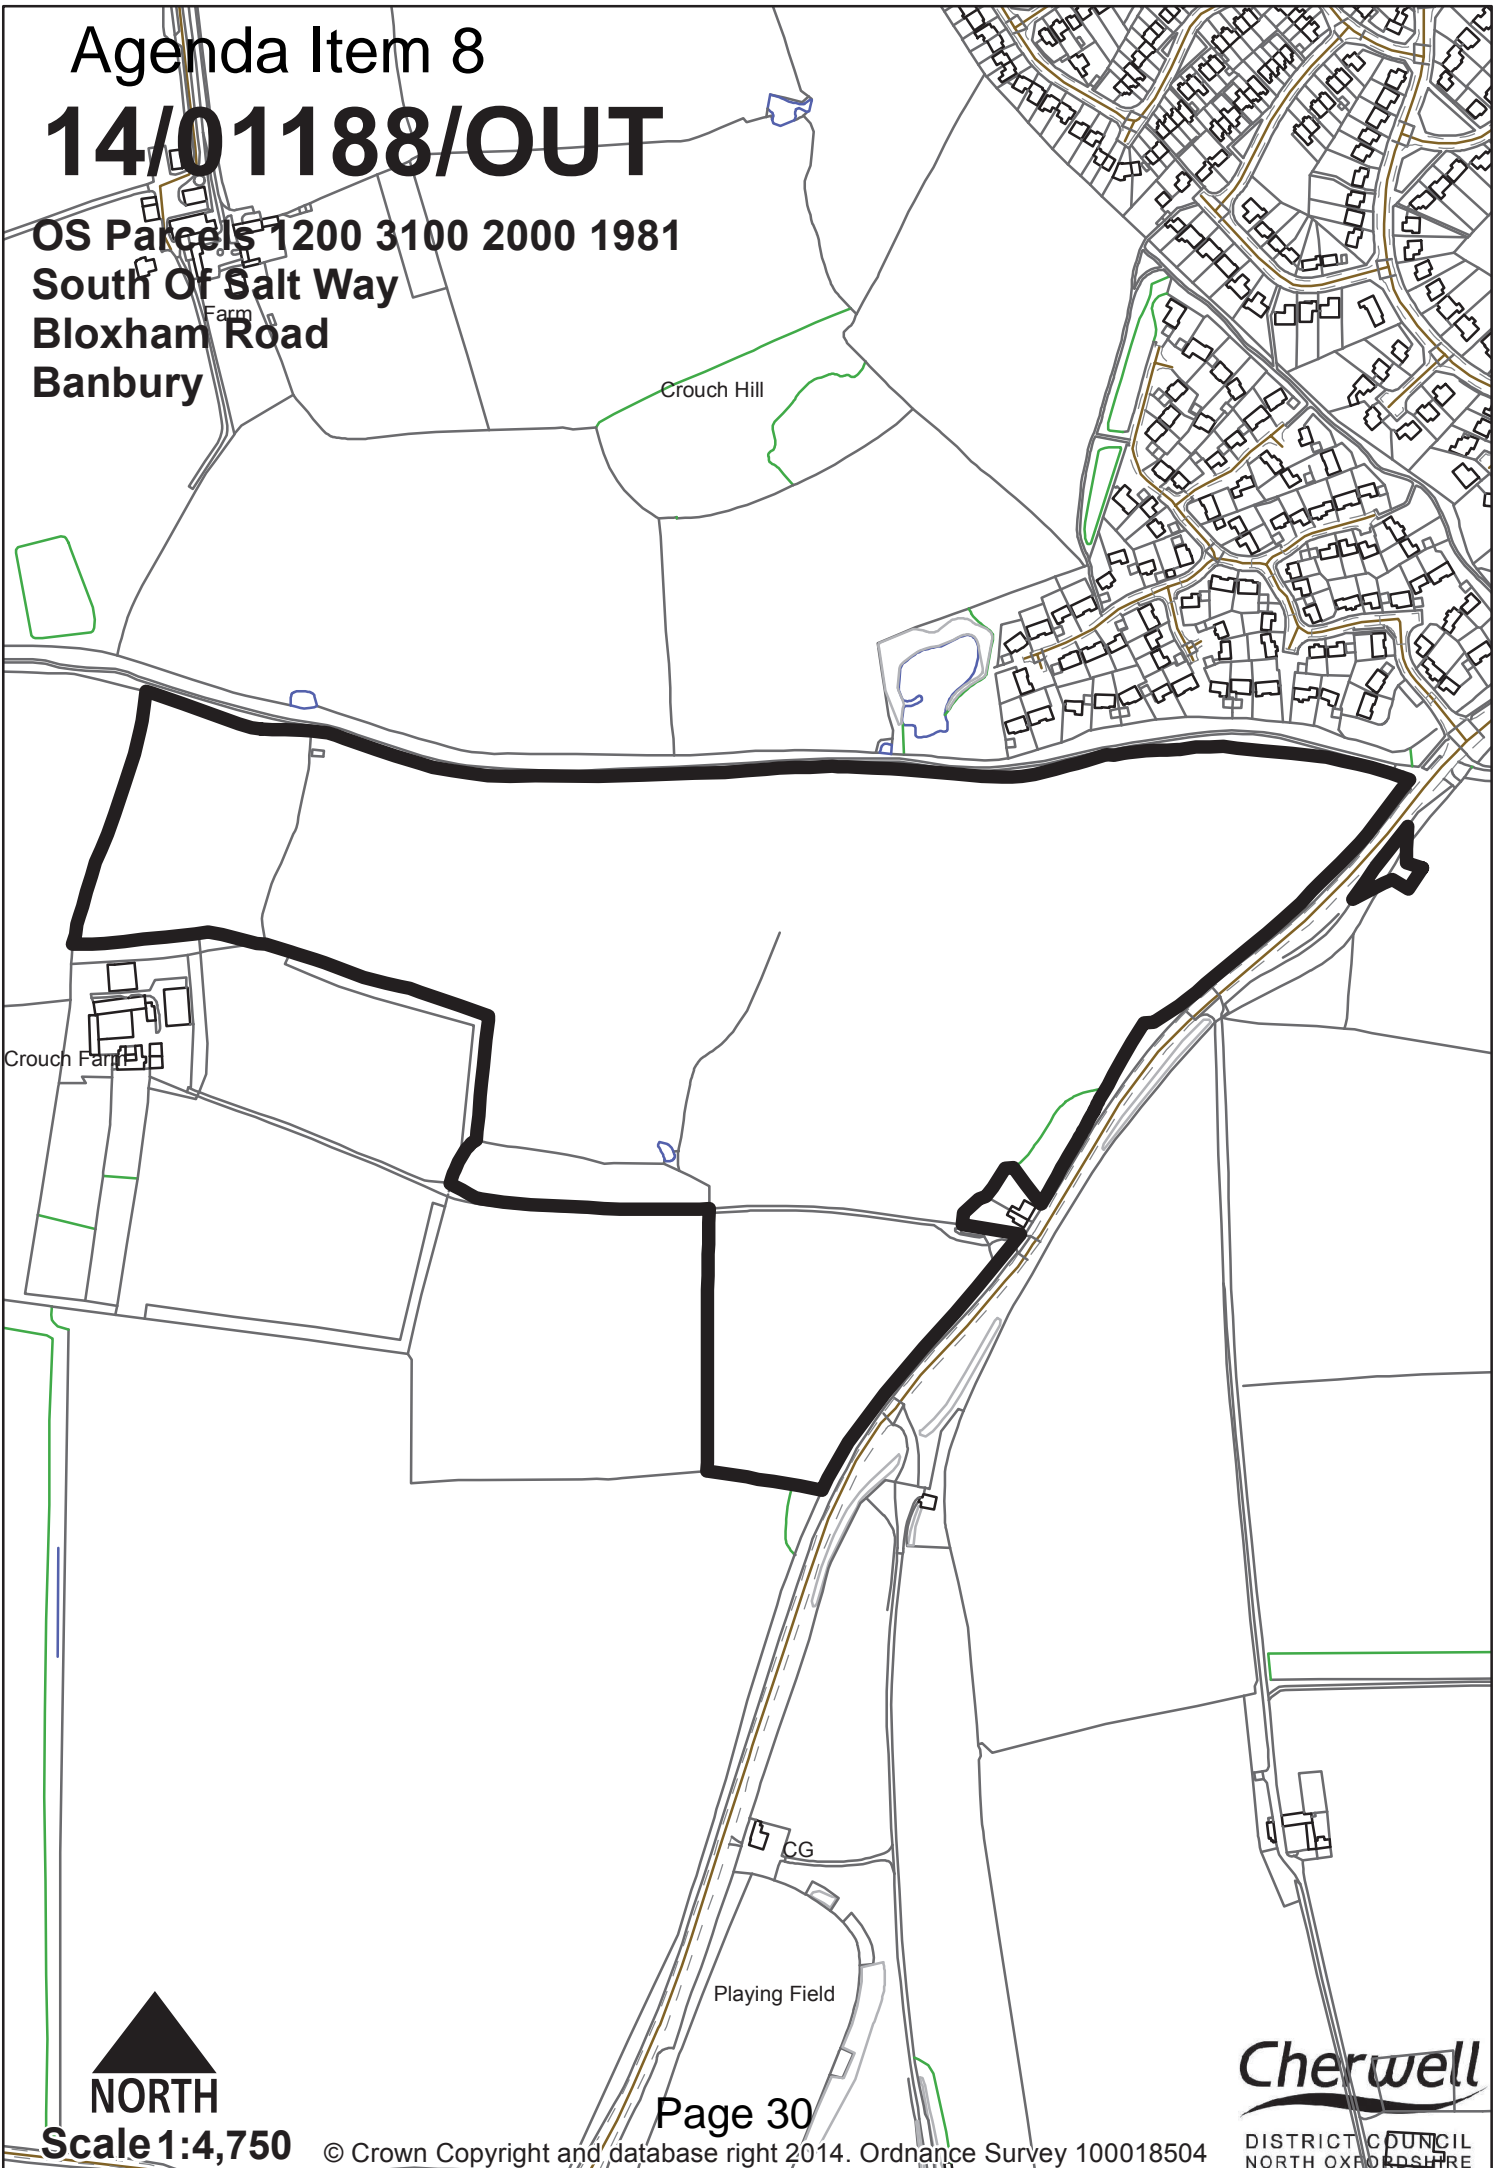 Agenda Item 8
14/01188/OUT
OS Parcels 1200 3100 2000 1981
South Of Salt Way
Bloxham Road
Banbury
Farm
Crouch Hill
Crouch Farm
CG
Playing Field
NORTH
Scale 1:4,750
Page 30
© Crown Copyright and database right 2014. Ordnance Survey 100018504
Cherwell
DISTRICT COUNCIL
NORTH OXFORDSHIRE